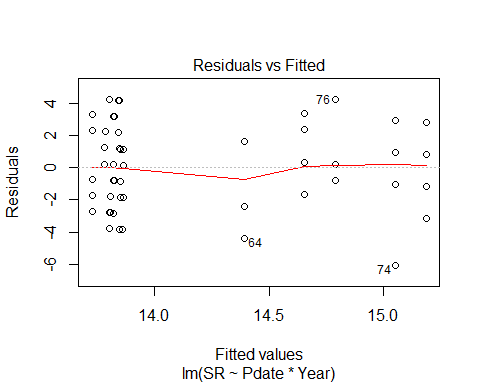 Residuals vs Fitted
Residuals
4
2
0
-2
-4
-6
76
64
74
14.0 14.5 15.0
Fitted values
lm(SR ~ Pdate * Year)